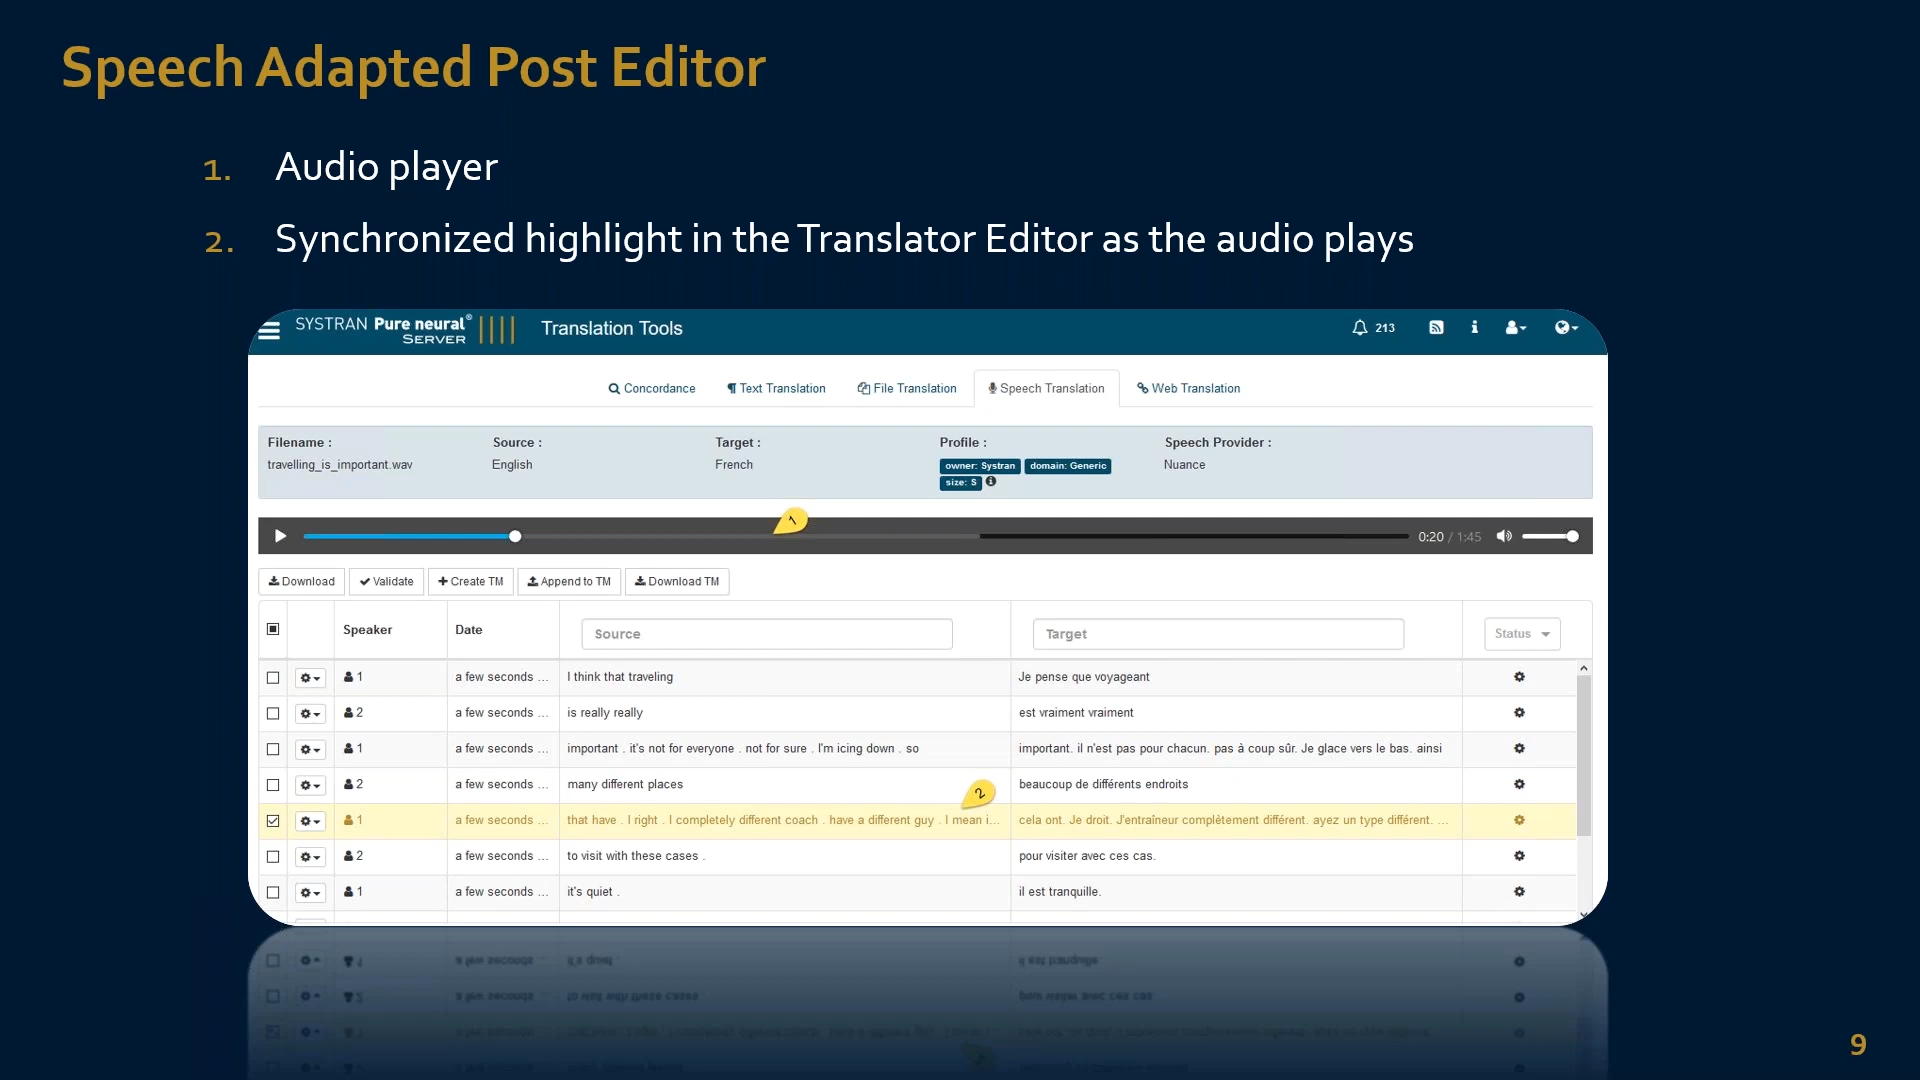 Speech Adapted Post Editor
1. Audio player
2. Synchronized highlight in the Translator Editor as the audio plays
SYSTRAN Pure neural® SERVER
Translation Tools
213
Concordance
Text Translation
File Translation
Speech Translation
Web Translation
Filename : Source : Target : Profile : Speech Provider :
travelling_is_important.wav English French owner: Systran domain: Generic Nuance
size: S
1
0:20 / 1:45
Download Validate Create TM Append to TM Download TM
Speaker Date Source Target Status
1 a few seconds ... I think that traveling Je pense que voyageant
2 a few seconds ... is really really est vraiment vraiment
1 a few seconds ... important . it's not for everyone . not for sure . I'm icing down . so important. il n'est pas pour chacun. pas à coup sûr. Je glace vers le bas. ainsi
2 a few seconds ... many different places beaucoup de différents endroits
2
1 a few seconds ... that have . I right . I completely different coach . have a different guy . I mean i... cela ont. Je droit. J'entraîneur complètement différent. ayez un type différent. ...
2 a few seconds ... to visit with these cases . pour visiter avec ces cas.
1 a few seconds ... it's quiet . il est tranquille.
9